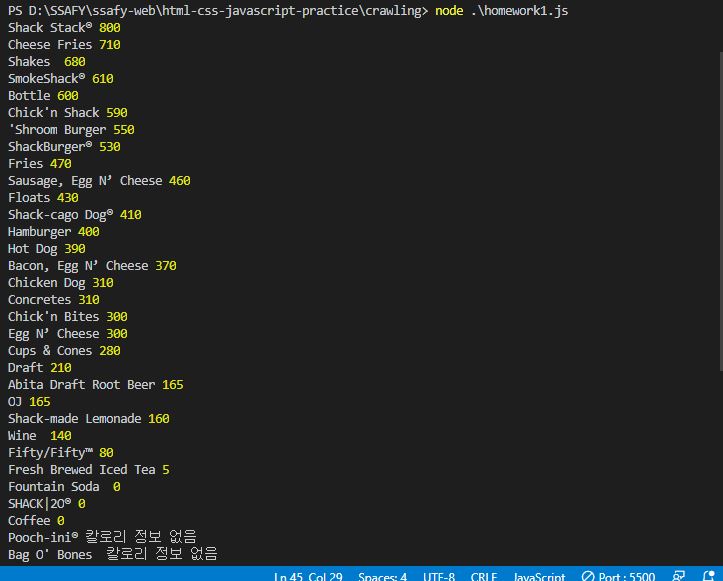 PS D:\SSAFY\ssafy-web\html-css-javascript-practice\crawling> node .\homework1.js
Shack Stack® 800
Cheese Fries 710
Shakes  680
SmokeShack® 610
Bottle 600
Chick'n Shack 590
'Shroom Burger 550
ShackBurger® 530
Fries 470
Sausage, Egg N’ Cheese 460
Floats 430
Shack-cago Dog® 410
Hamburger 400
Hot Dog 390
Bacon, Egg N’ Cheese 370
Chicken Dog 310
Concretes 310
Chick'n Bites 300
Egg N’ Cheese 300
Cups & Cones 280
Draft 210
Abita Draft Root Beer 165
OJ 165
Shack-made Lemonade 160
Wine  140
Fifty/Fifty™ 80
Fresh Brewed Iced Tea 5
Fountain Soda  0
SHACK|2O® 0
Coffee 0
Pooch-ini® 칼로리 정보 없음
Bag O' Bones  칼로리 정보 없음
Ln 45, Col 29 Spaces: 4 UTF-8 CRLF JavaScript Port : 5500